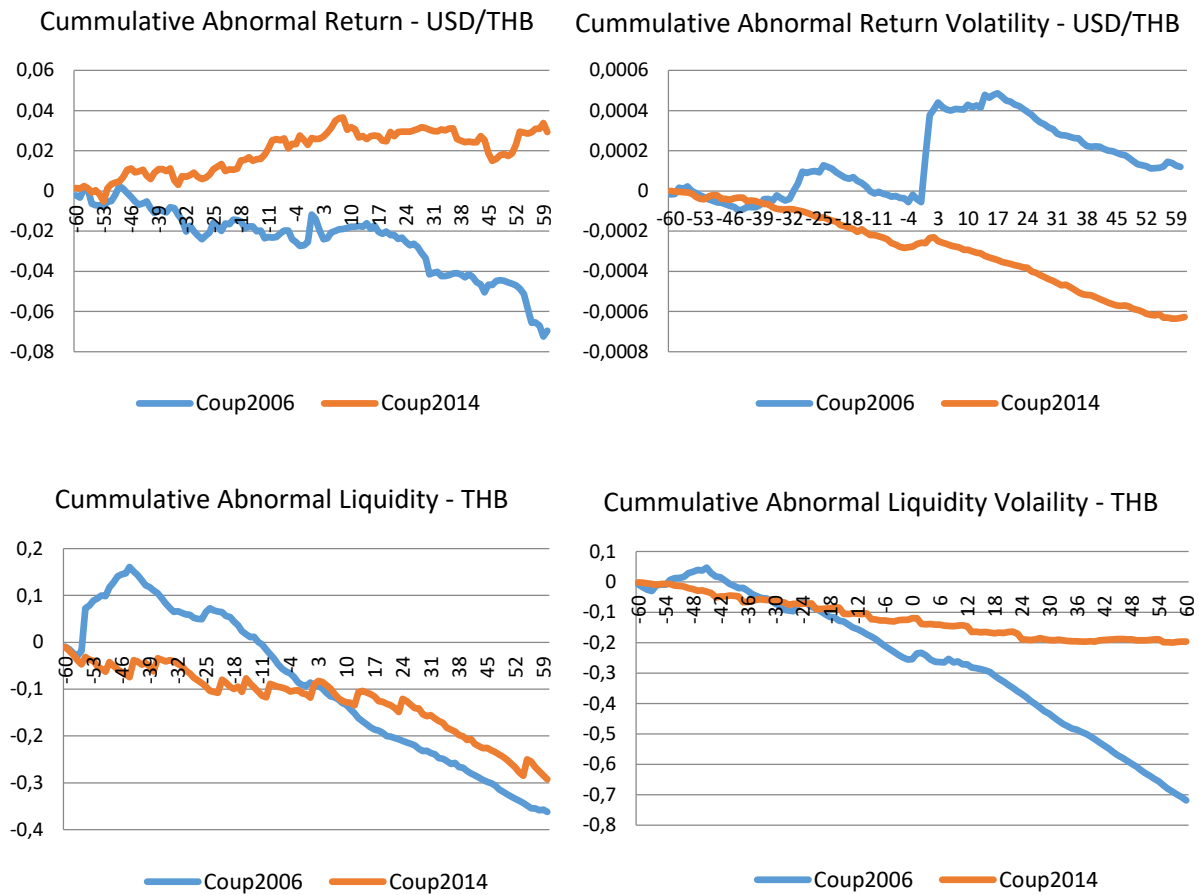 Cummulative Abnormal Return - USD/THB
0,06
0,04
0,02
0
-0,02
-0,04
-0,06
-0,08
-60 -53 -46 -39 -32 -25 -18 -11 -4 3 10 17 24 31 38 45 52 59
Coup2006 Coup2014
Cummulative Abnormal Return Volatility - USD/THB
0,0006
0,0004
0,0002
0
-0,0002
-0,0004
-0,0006
-0,0008
-60 -53 -46 -39 -32 -25 -18 -11 -4 3 10 17 24 31 38 45 52 59
Coup2006 Coup2014
Cummulative Abnormal Liquidity - THB
0,2
0,1
0
-0,1
-0,2
-0,3
-0,4
-60 -53 -46 -39 -32 -25 -18 -11 -4 3 10 17 24 31 38 45 52 59
Coup2006 Coup2014
Cummulative Abnormal Liquidity Volaility - THB
0,1
0
-0,1
-0,2
-0,3
-0,4
-0,5
-0,6
-0,7
-0,8
-60 -54 -48 -42 -36 -30 -24 -18 -12 -6 0 6 12 18 24 30 36 42 48 54 60
Coup2006 Coup2014